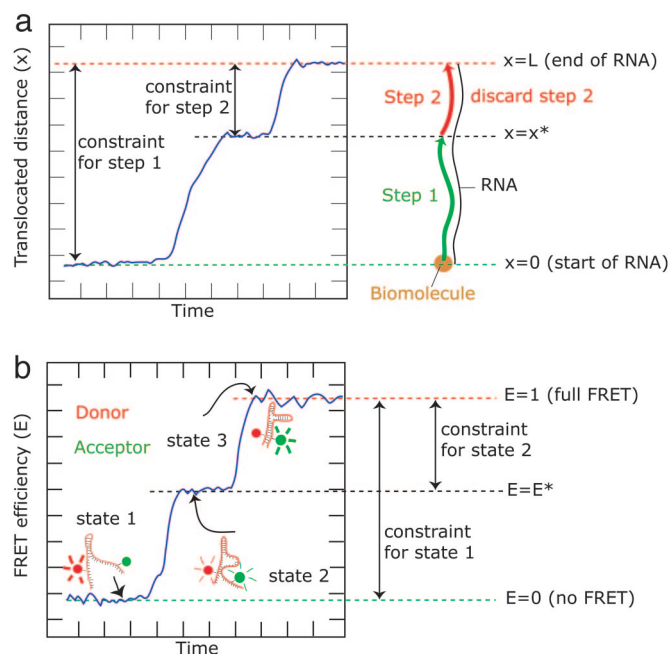 a
Translocated distance (x)
constraint
for step 1
constraint
for step 2
Time
x=L (end of RNA)
Step 2
discard step 2
x=x*
RNA
Step 1
x=0 (start of RNA)
Biomolecule
b
FRET efficiency (E)
Donor
Acceptor
state 3
state 1
state 2
Time
E=1 (full FRET)
constraint
for state 2
E=E*
constraint
for state 1
E=0 (no FRET)